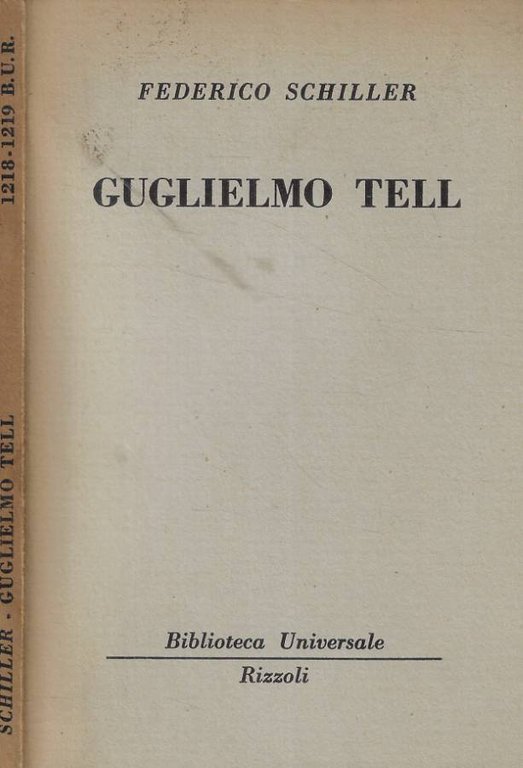 FEDERICO SCHILLER
GUGLIELMO TELL
Biblioteca Universale
Rizzoli
SCHILLER - GUGLIELMO TELL
1218-1219 B.U.R.